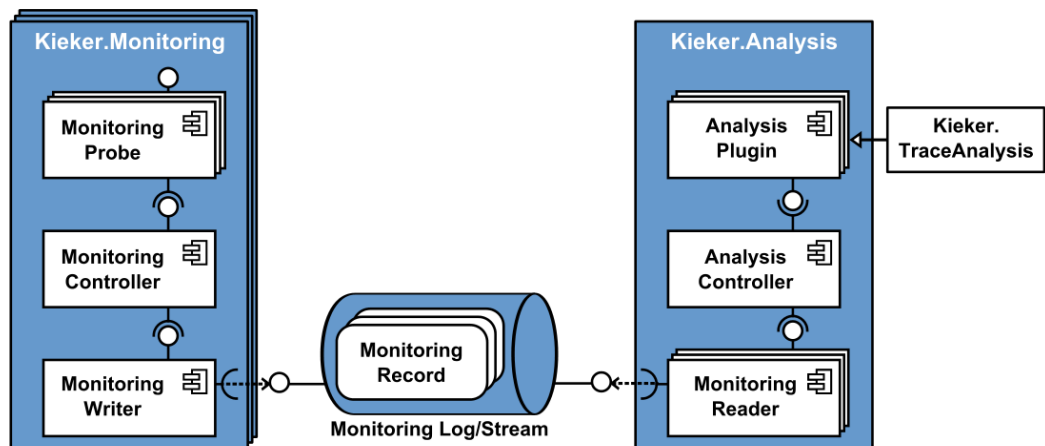 Kieker.Monitoring
Monitoring
Probe
Monitoring
Controller
Monitoring
Writer
Monitoring
Record
Monitoring Log/Stream
Kieker.Analysis
Analysis
Plugin
Analysis
Controller
Monitoring
Reader
Kieker.
TraceAnalysis